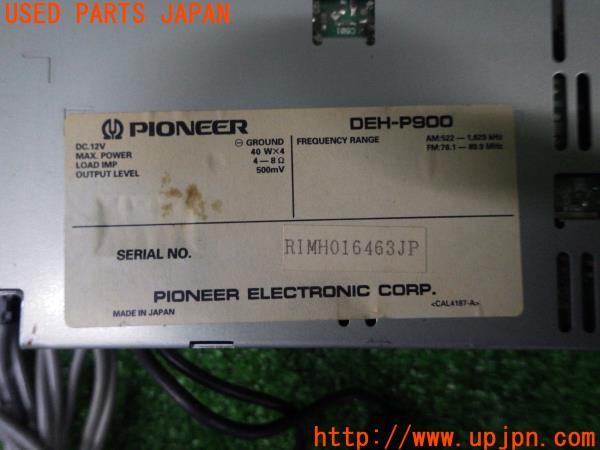 USED PARTS JAPAN
PIONEER
DEH-P900
DC.12V
⊖ GROUND
MAX. POWER 40 W×4
LOAD IMP 4–8Ω
OUTPUT LEVEL 500mV
FREQUENCY RANGE
AM:522 — 1,629 kHz
FM:76.1 — 89.9 MHz
SERIAL NO. RIMH016463JP
PIONEER ELECTRONIC CORP.
MADE IN JAPAN
<CAL4187-A>
UPJ
http://www.upjpn.com/